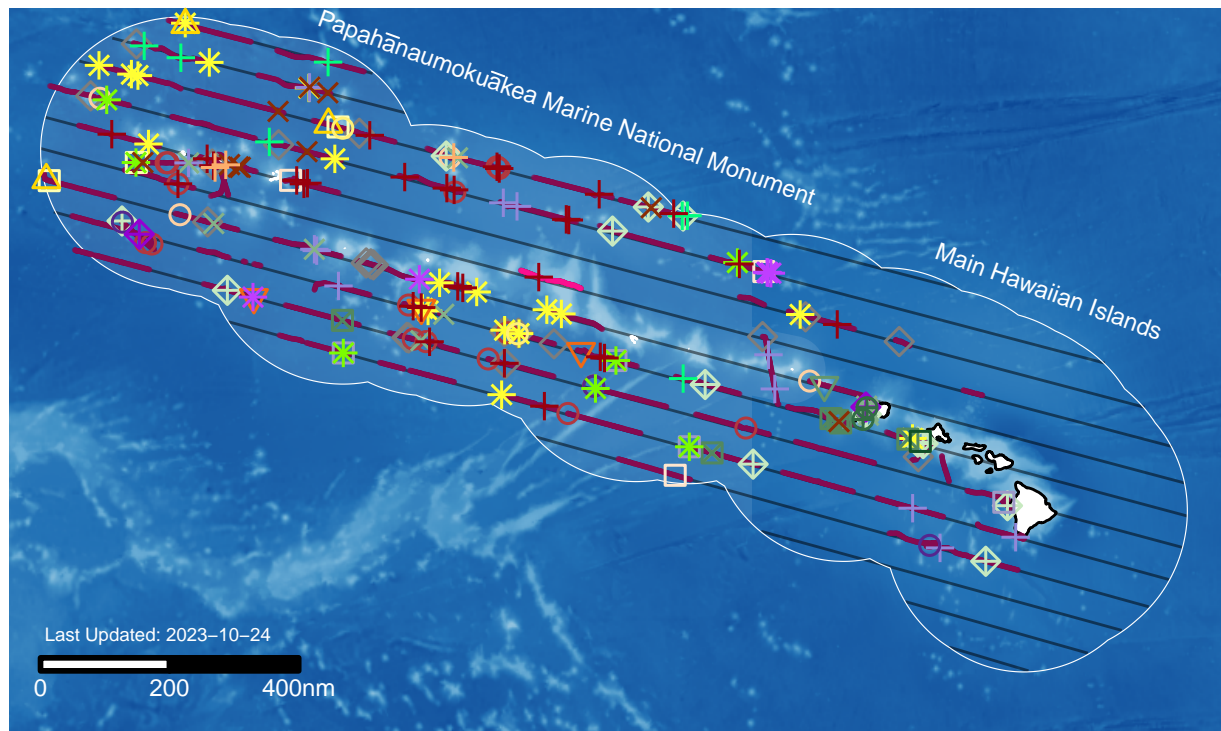 Papahānaumokuākea Marine National Monument
Main Hawaiian Islands
Last Updated: 2023−10−24
0 200 400nm